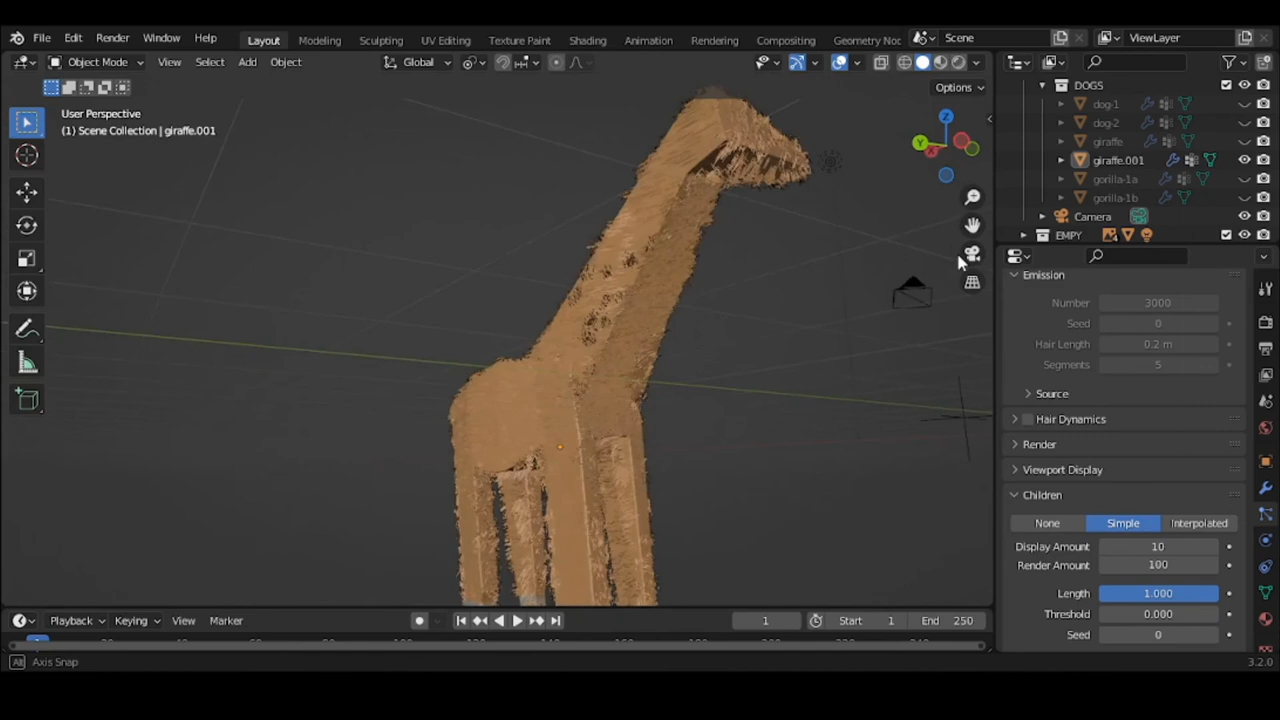 File Edit Render Window Help Layout Modeling Sculpting UV Editing Texture Paint Shading Animation Rendering Compositing Geometry Noc Scene ViewLayer
Object Mode View Select Add Object Global
Options
User Perspective
(1) Scene Collection | giraffe.001
Z
Y
X
DOGS
dog-1
dog-2
giraffe
giraffe.001
gorilla-1a
gorilla-1b
Camera
EMPY
Emission
Number 3000
Seed 0
Hair Length 0.2 m
Segments 5
Source
Hair Dynamics
Render
Viewport Display
Children
None Simple Interpolated
Display Amount 10
Render Amount 100
Length 1.000
Threshold 0.000
Seed 0
Playback Keying View Marker 1 Start 1 End 250
Alt Axis Snap 3.2.0